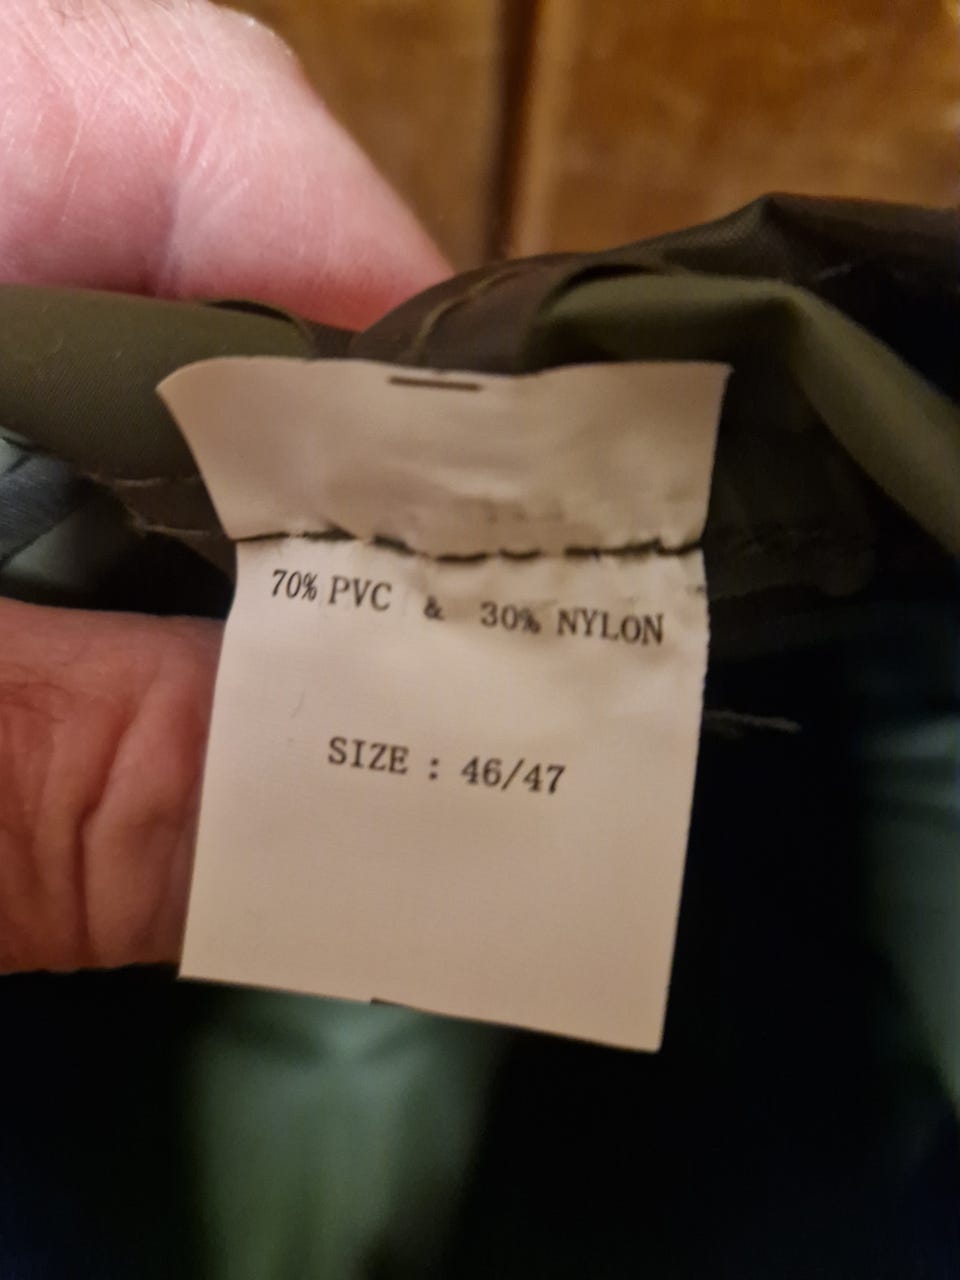 70% PVC & 30% NYLON
SIZE : 46/47